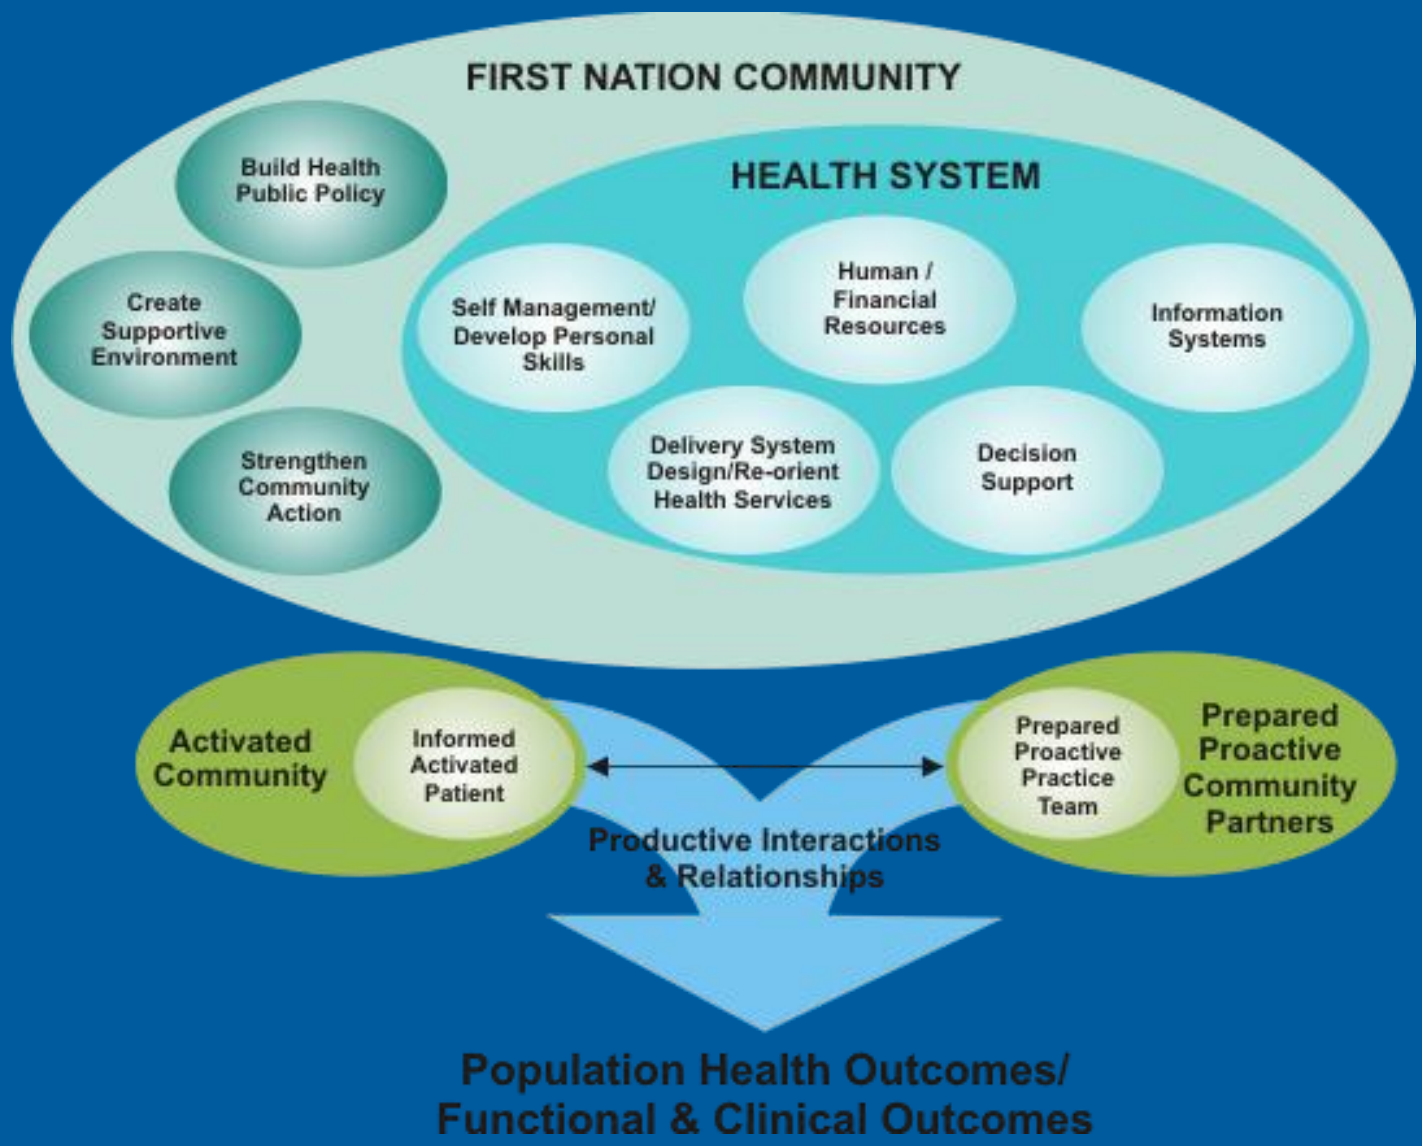 FIRST NATION COMMUNITY
Build Health
Public Policy
Create
Supportive
Environment
Strengthen
Community
Action
HEALTH SYSTEM
Self Management/
Develop Personal
Skills
Human /
Financial
Resources
Information
Systems
Delivery System
Design/Re-orient
Health Services
Decision
Support
Activated
Community
Informed
Activated
Patient
Prepared
Proactive
Practice
Team
Prepared
Proactive
Community
Partners
Productive Interactions
& Relationships
Population Health Outcomes/
Functional & Clinical Outcomes